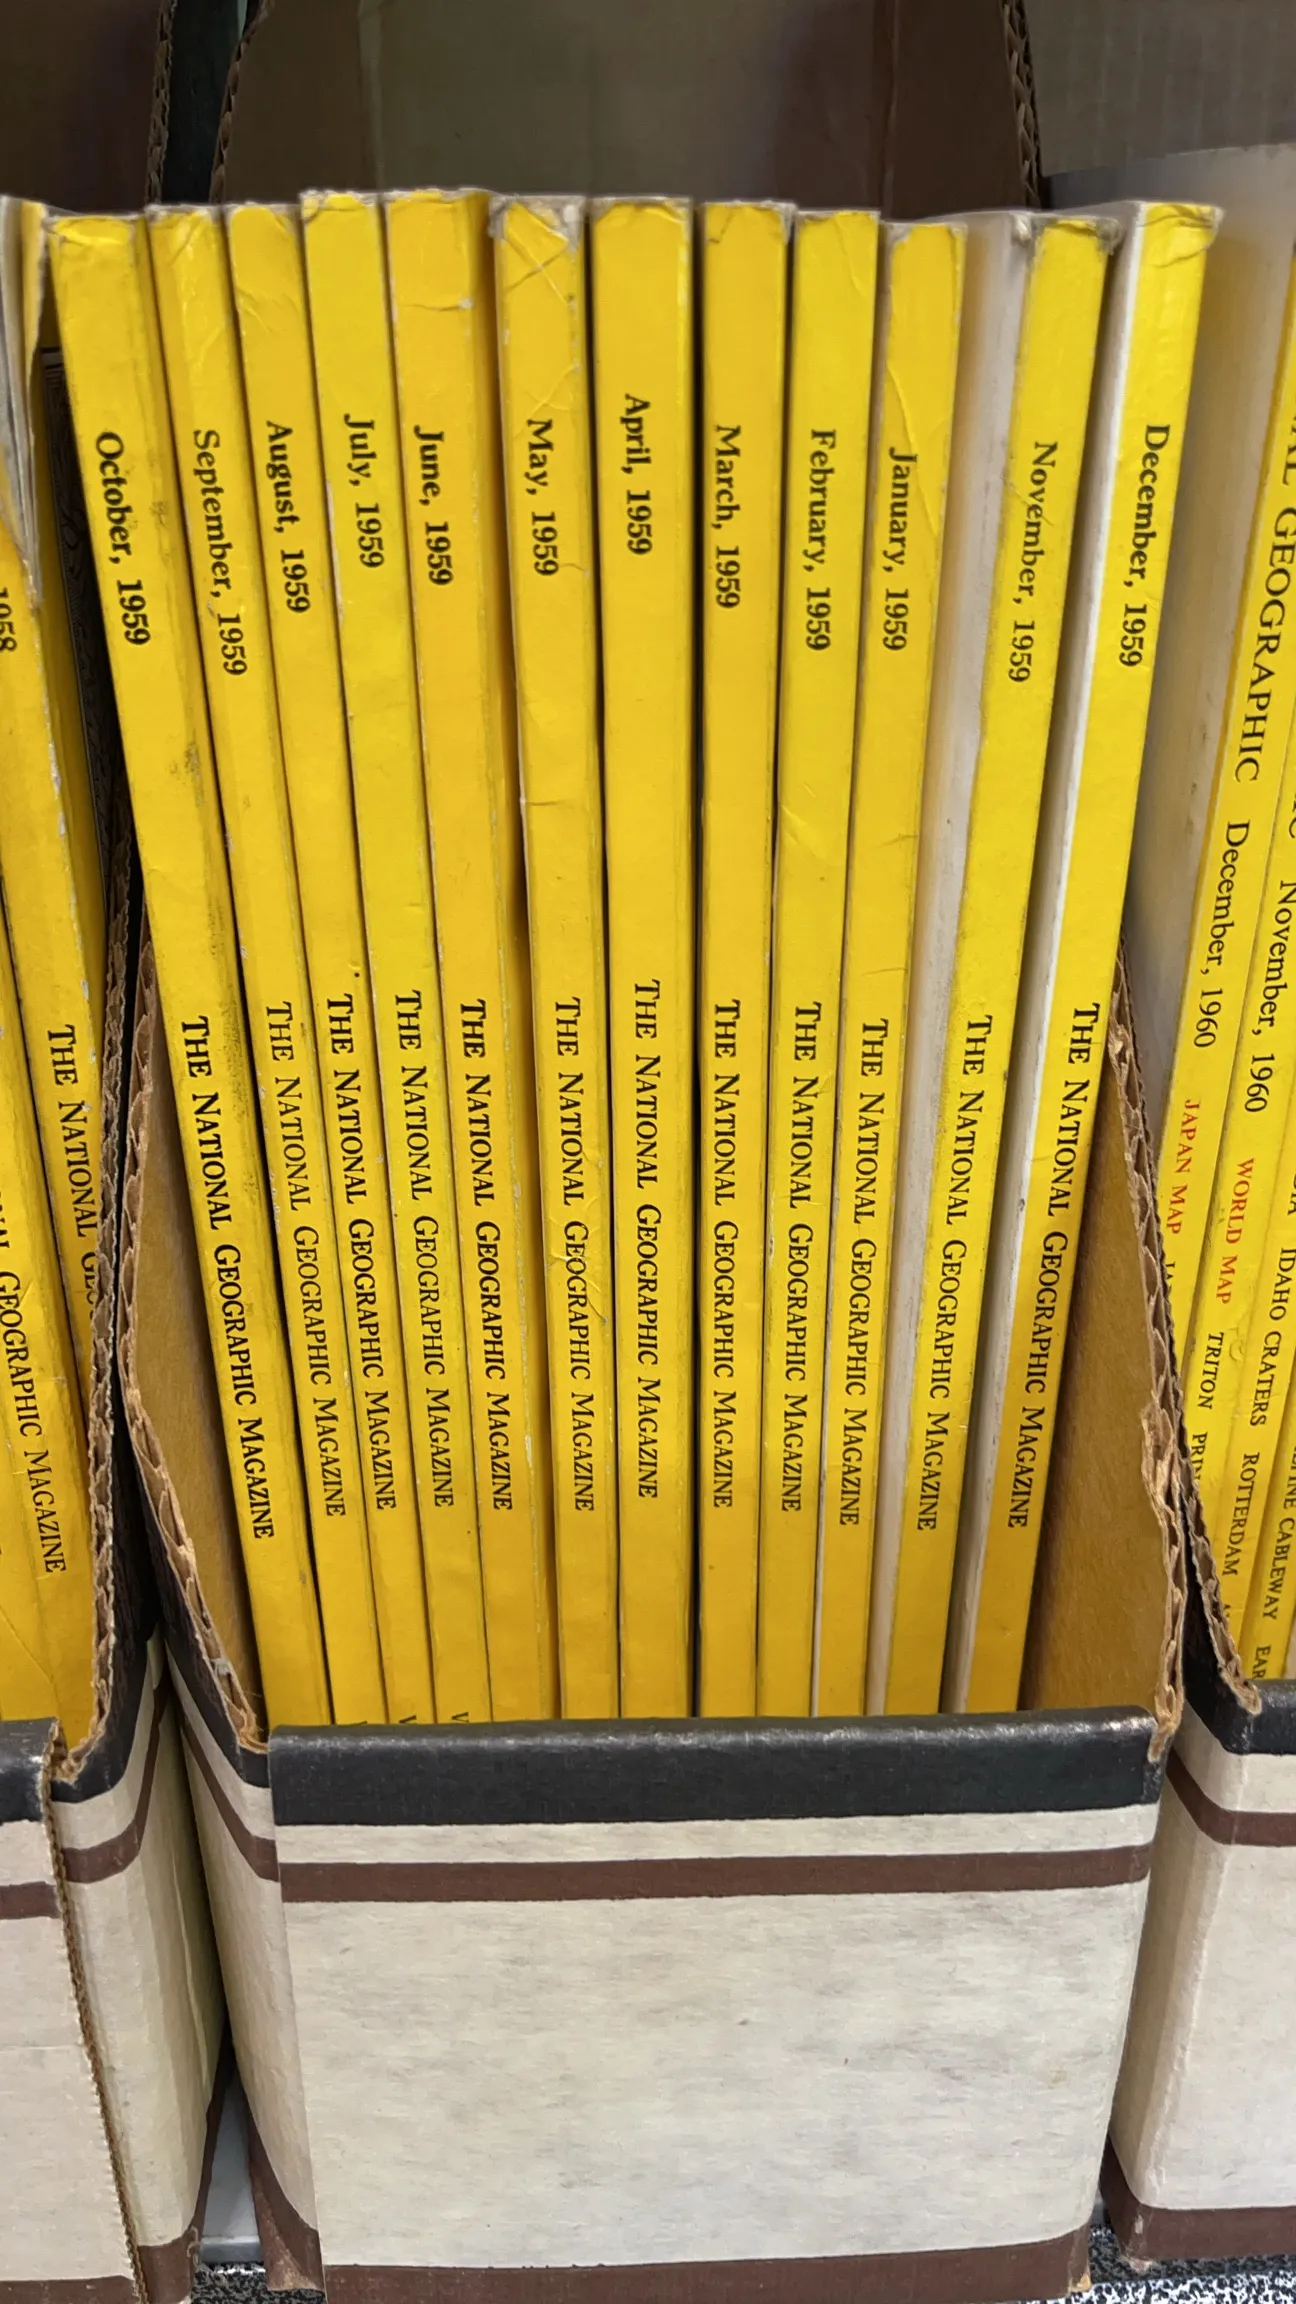 1958
THE NATIONAL
GEOGRAPHIC MAGAZINE
October, 1959 THE NATIONAL GEOGRAPHIC MAGAZINE
September, 1959 THE NATIONAL GEOGRAPHIC MAGAZINE
August, 1959 THE NATIONAL GEOGRAPHIC MAGAZINE
July, 1959 THE NATIONAL GEOGRAPHIC MAGAZINE
June, 1959 THE NATIONAL GEOGRAPHIC MAGAZINE
May, 1959 THE NATIONAL GEOGRAPHIC MAGAZINE
April, 1959 THE NATIONAL GEOGRAPHIC MAGAZINE
March, 1959 THE NATIONAL GEOGRAPHIC MAGAZINE
February, 1959 THE NATIONAL GEOGRAPHIC MAGAZINE
January, 1959 THE NATIONAL GEOGRAPHIC MAGAZINE
November, 1959 THE NATIONAL GEOGRAPHIC MAGAZINE
December, 1959 THE NATIONAL GEOGRAPHIC MAGAZINE
GEOGRAPHIC December, 1960 JAPAN MAP
November, 1960 WORLD MAP TRITON
IDAHO CRATERS ROTTERDAM
CABLEWAY